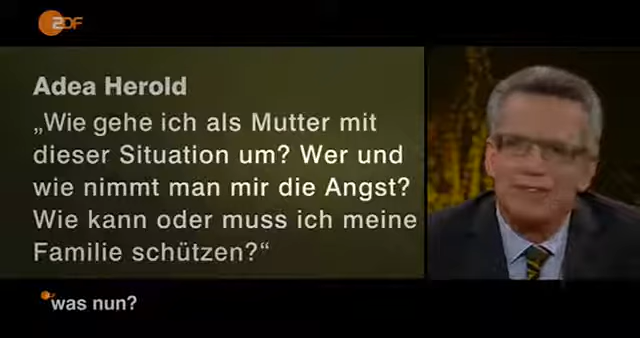 ZDF
Adea Herold
„Wie gehe ich als Mutter mit
dieser Situation um? Wer und
wie nimmt man mir die Angst?
Wie kann oder muss ich meine
Familie schützen?“
was nun?